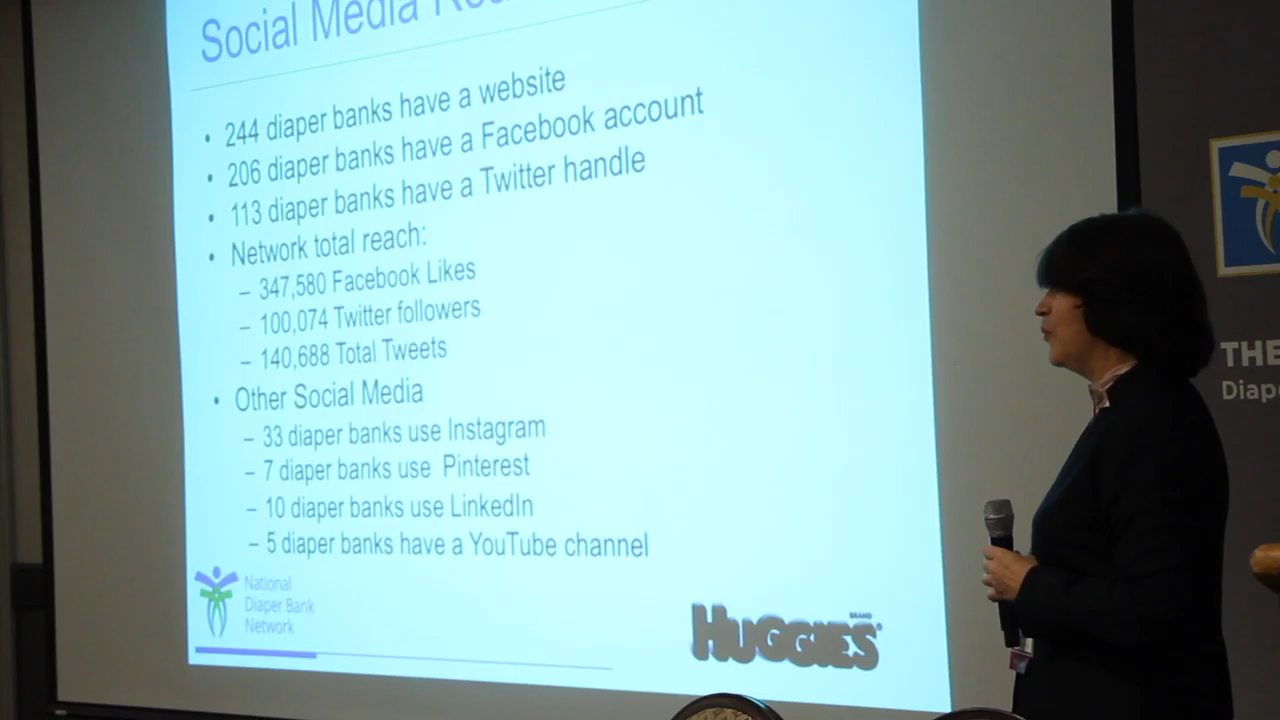 Social Media
• 244 diaper banks have a website
• 206 diaper banks have a Facebook account
• 113 diaper banks have a Twitter handle
• Network total reach:
– 347,580 Facebook Likes
– 100,074 Twitter followers
– 140,688 Total Tweets
• Other Social Media
– 33 diaper banks use Instagram
– 7 diaper banks use Pinterest
– 10 diaper banks use LinkedIn
– 5 diaper banks have a YouTube channel
National
Diaper Bank
Network
BRAND
HUGGIES®
THE